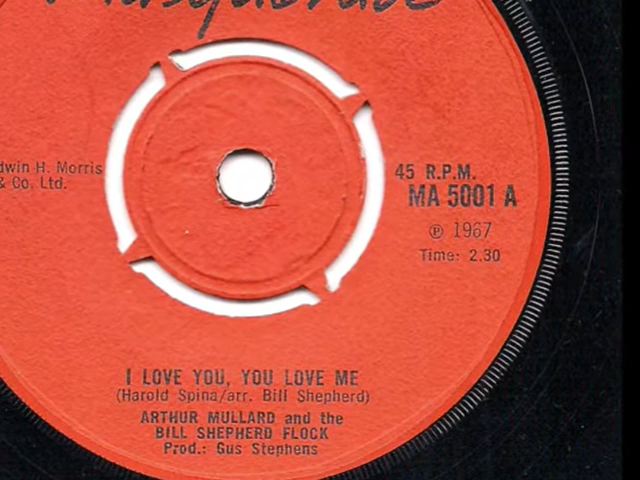 Masquerade
dwin H. Morris
& Co. Ltd.
45 R.P.M.
MA 5001 A
Ⓟ 1967
Time: 2.30
I LOVE YOU, YOU LOVE ME
(Harold Spina/arr. Bill Shepherd)
ARTHUR MULLARD and the
BILL SHEPHERD FLOCK
Prod.: Gus Stephens